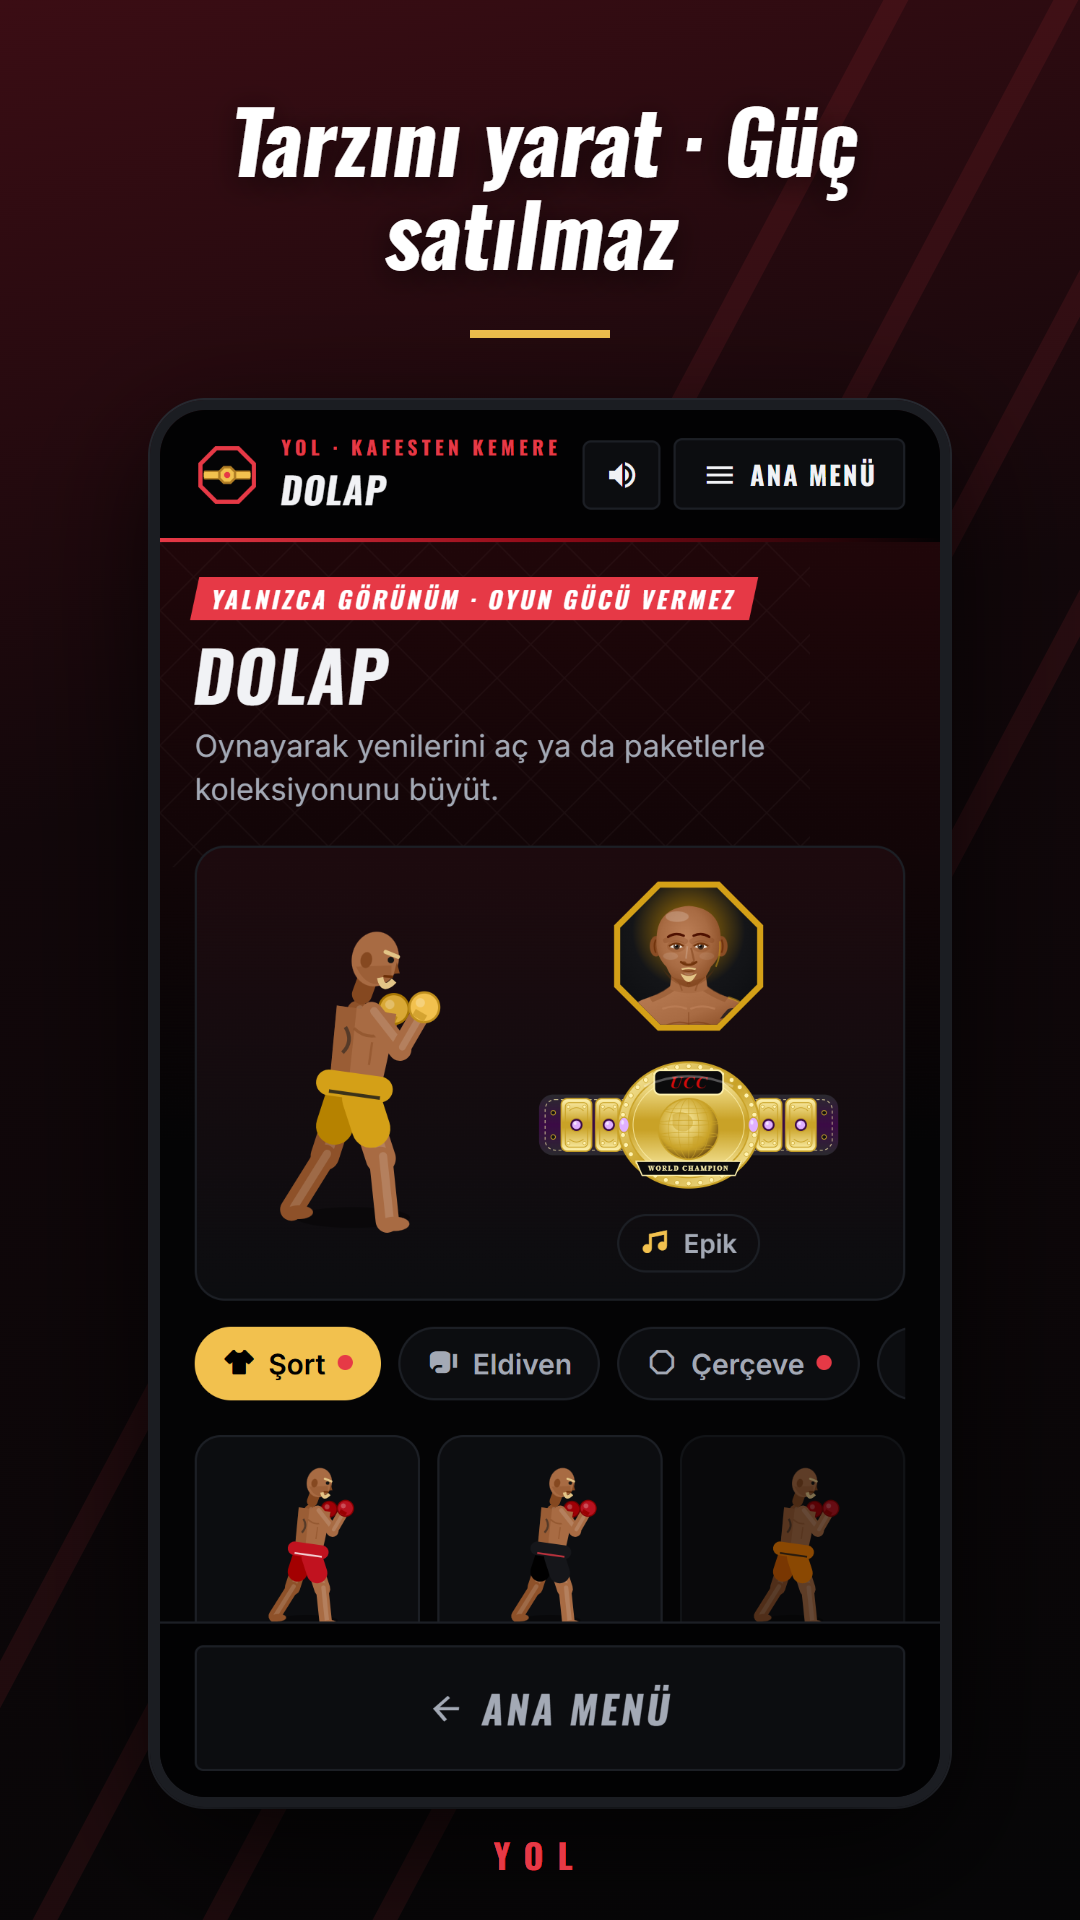 Tarzını yarat · Güç
satılmaz
YOL · KAFESTEN KEMERE
DOLAP
ANA MENÜ
YALNIZCA GÖRÜNÜM · OYUN GÜCÜ VERMEZ
DOLAP
Oynayarak yenilerini aç ya da paketlerle
koleksiyonunu büyüt.
UCC
WORLD CHAMPION
Epik
Şort
Eldiven
Çerçeve
← ANA MENÜ
YOL